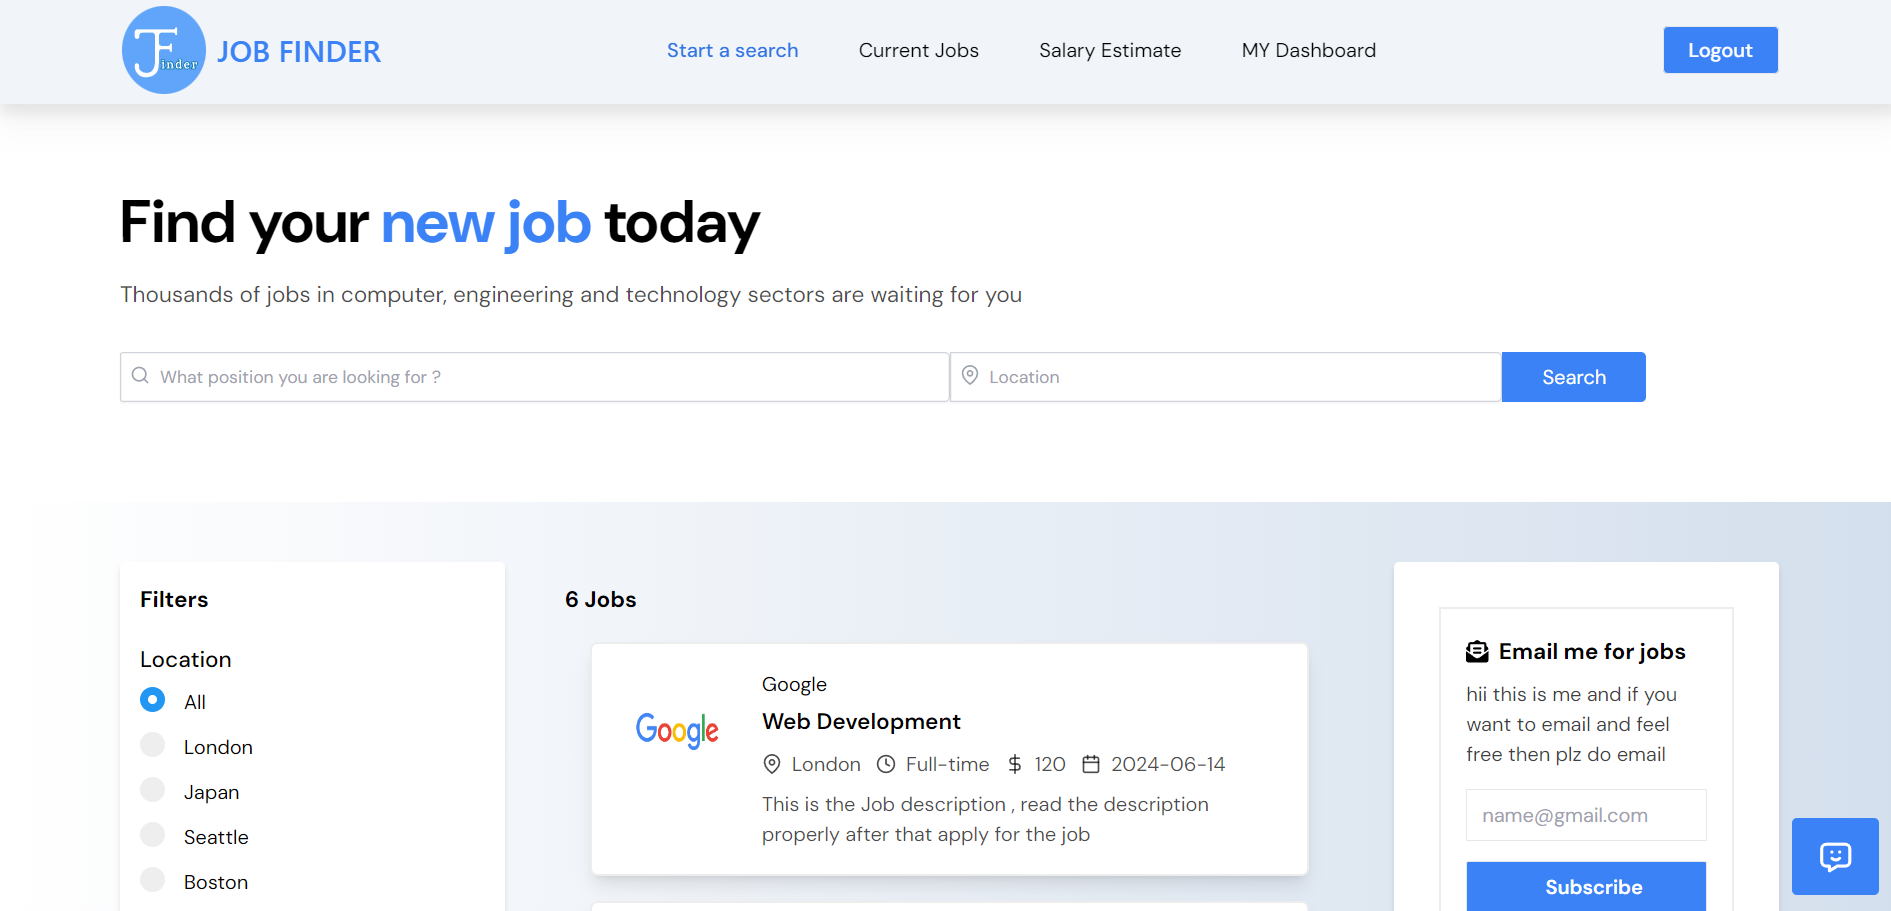 JFinder JOB FINDER
Start a search Current Jobs Salary Estimate MY Dashboard Logout
Find your new job today
Thousands of jobs in computer, engineering and technology sectors are waiting for you
What position you are looking for ?
Location
Search
Filters
Location
All
London
Japan
Seattle
Boston
6 Jobs
Google
Google
Web Development
London Full-time $ 120 2024-06-14
This is the Job description , read the description
properly after that apply for the job
Email me for jobs
hii this is me and if you
want to email and feel
free then plz do email
name@gmail.com
Subscribe